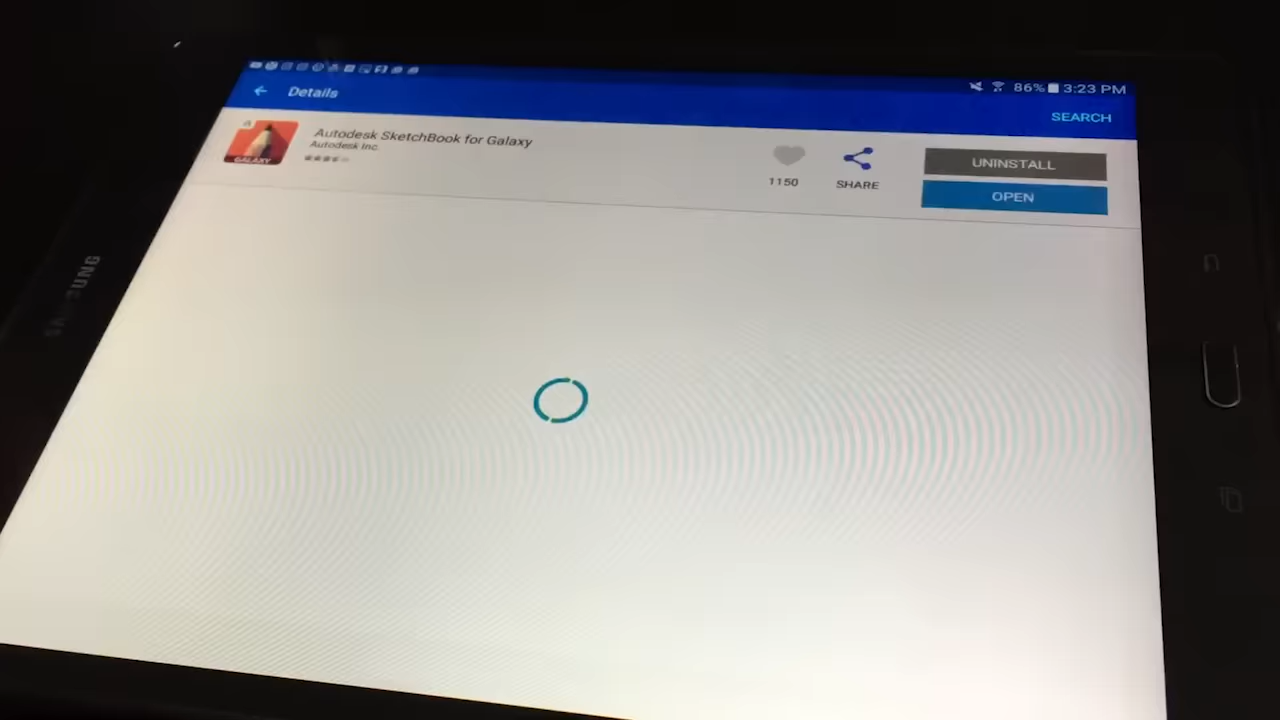 86% 3:23 PM
Details
SEARCH
Autodesk SketchBook for Galaxy
Autodesk Inc.
GALAXY
1150
SHARE
UNINSTALL
OPEN
SAMSUNG